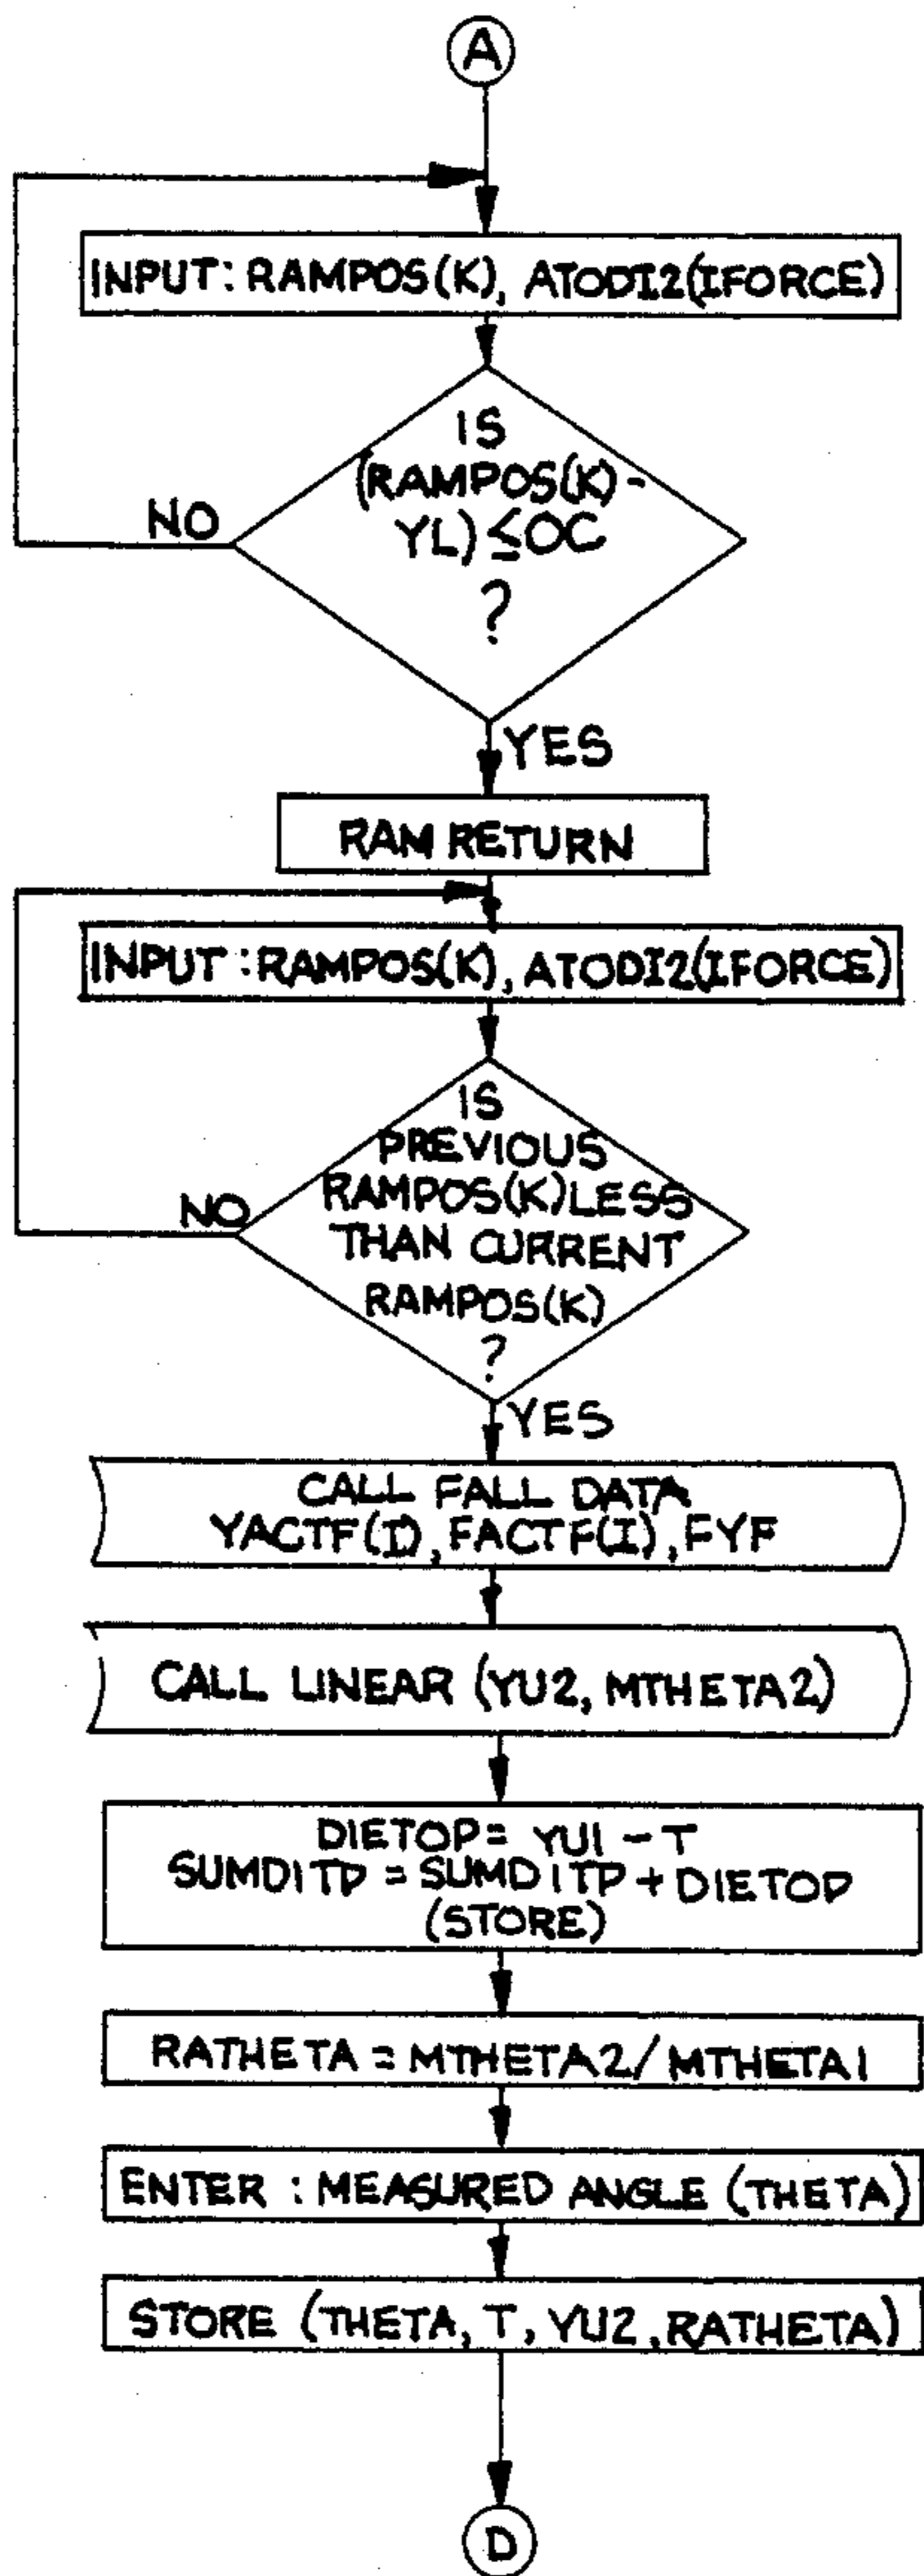 A
INPUT: RAMPOS(K), ATODI2(IFORCE)
IS
(RAMPOS(K)-
YL) ≤OC
?
NO
YES
RAM RETURN
INPUT : RAMPOS(K), ATODI2(IFORCE)
IS
PREVIOUS
RAMPOS(K) LESS
THAN CURRENT
RAMPOS(K)
?
NO
YES
CALL FALL DATA
YACTF(I), FACTF(I), FYF
CALL LINEAR (YU2, MTHETA2)
DIETOP= YU1 - T
SUMDITP = SUMDITP + DIETOP
(STORE)
RATHETA = MTHETA2/MTHETA1
ENTER : MEASURED ANGLE (THETA)
STORE (THETA, T, YU2, RATHETA)
D